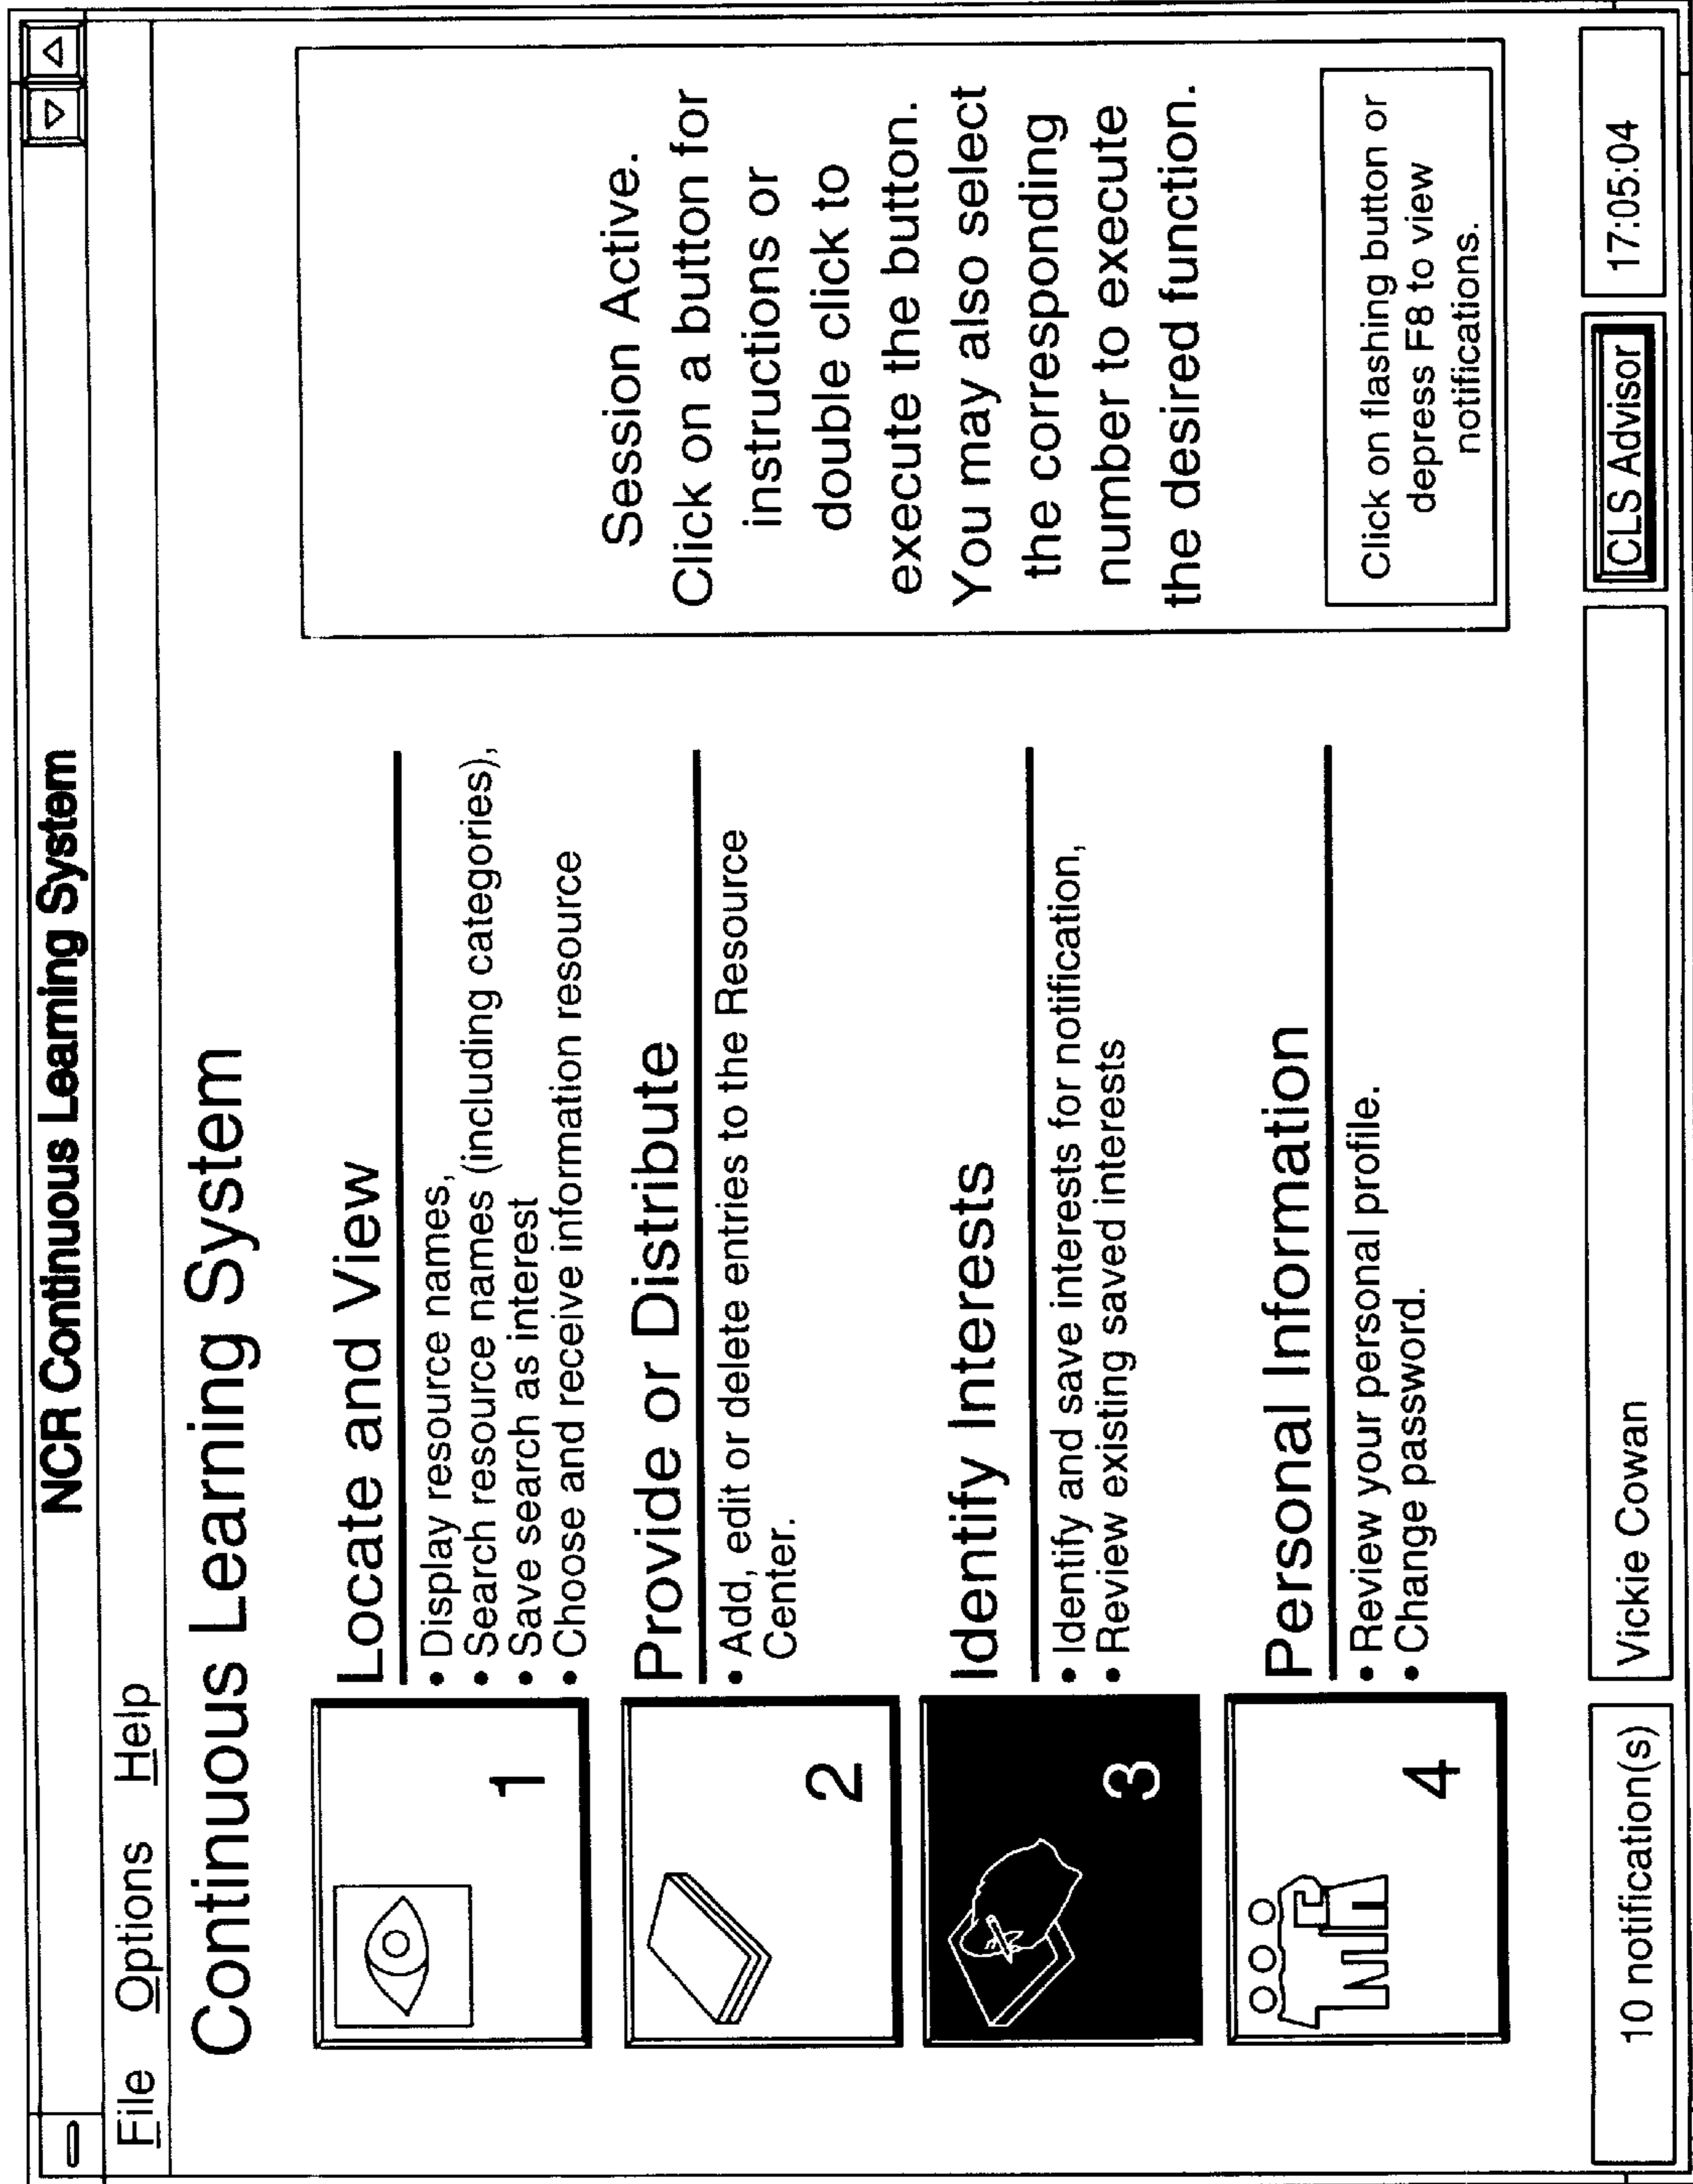 NCR Continuous Learning System
File Options Help
Continuous Learning System
1
Locate and View
• Display resource names,
• Search resource names (including categories),
• Save search as interest
• Choose and receive information resource
2
Provide or Distribute
• Add, edit or delete entries to the Resource
Center.
3
Identify Interests
• Identify and save interests for notification,
• Review existing saved interests
4
Personal Information
• Review your personal profile.
• Change password.
Session Active.
Click on a button for
instructions or
double click to
execute the button.
You may also select
the corresponding
number to execute
the desired function.
Click on flashing button or
depress F8 to view
notifications.
10 notification(s)
Vickie Cowan
CLS Advisor
17:05:04